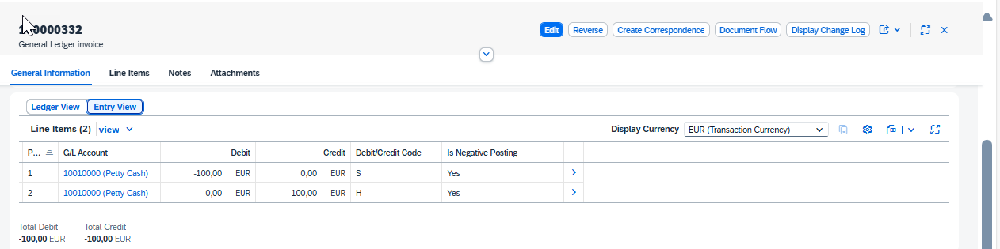 General Ledger invoice
Edit Reverse Create Correspondence Document Flow Display Change Log
General Information Line Items Notes Attachments
Ledger View Entry View
Line Items (2) view Display Currency EUR (Transaction Currency)
P... G/L Account Debit Credit Debit/Credit Code Is Negative Posting
1 10010000 (Petty Cash) -100,00 EUR 0,00 EUR S Yes
2 10010000 (Petty Cash) 0,00 EUR -100,00 EUR H Yes
Total Debit Total Credit
-100,00 EUR -100,00 EUR